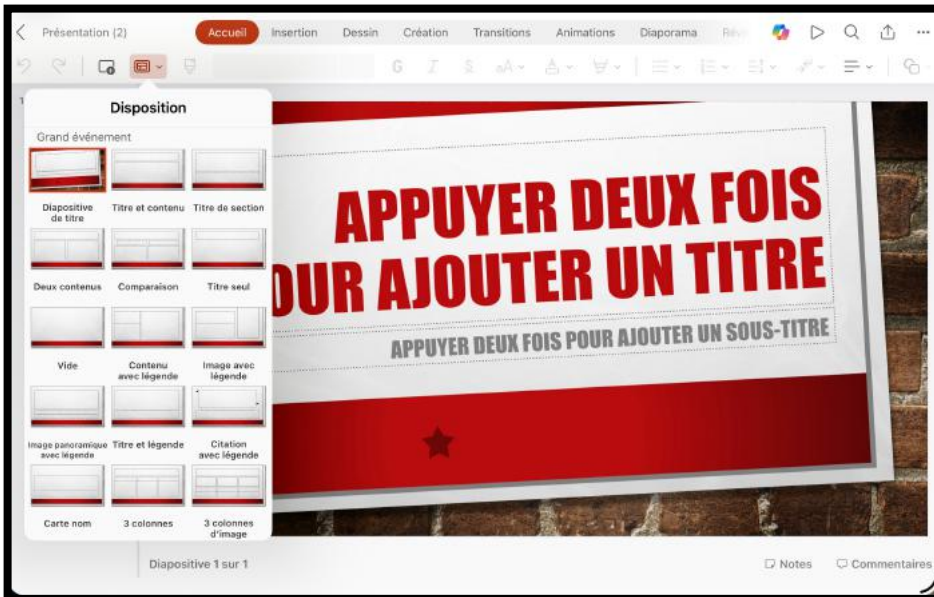 Présentation (2)
Accueil
Insertion
Dessin
Création
Transitions
Animations
Diaporama
G I S aA A
Disposition
Grand événement
Diapositive
de titre
Titre et contenu
Titre de section
Deux contenus
Comparaison
Titre seul
Vide
Contenu
avec légende
Image avec
légende
Image panoramique
avec légende
Titre et légende
Citation
avec légende
Carte nom
3 colonnes
3 colonnes
d'image
APPUYER DEUX FOIS
OUR AJOUTER UN TITRE
APPUYER DEUX FOIS POUR AJOUTER UN SOUS-TITRE
Diapositive 1 sur 1
Notes
Commentaires